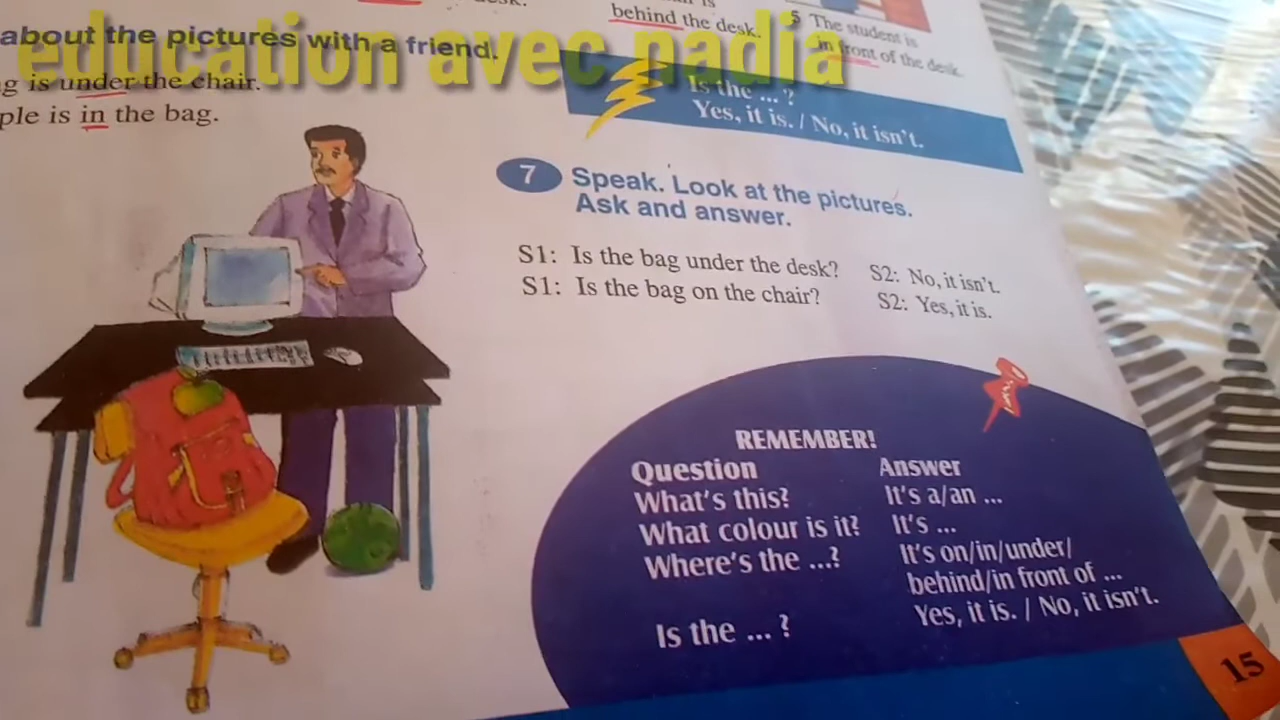 behind the desk.
5 The student is
in front of the desk.
education avec nadia
about the pictures with a friend.
g is under the chair.
ple is in the bag.
Is the ... ?
Yes, it is. / No, it isn't.
7 Speak. Look at the pictures.
Ask and answer.
S1: Is the bag under the desk? S2: No, it isn't.
S1: Is the bag on the chair? S2: Yes, it is.
REMEMBER!
Question Answer
What's this? It's a/an ...
What colour is it? It's ...
Where's the ...? It's on/in/under/
behind/in front of ...
Is the ... ? Yes, it is. / No, it isn't.
15